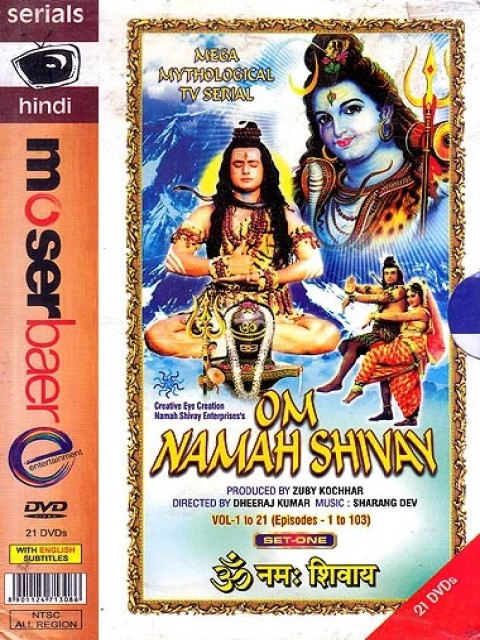 serials
hindi
moserbaer
entertainment
DVD
VIDEO
21 DVDs
WITH ENGLISH
SUBTITLES
8901124713086
NTSC
ALL REGION
MEGA
MYTHOLOGICAL
TV SERIAL
Creative Eye Creation
Namah Shivay Enterprises's
OM
NAMAH SHIVAY
PRODUCED BY ZUBY KOCHHAR
DIRECTED BY DHEERAJ KUMAR MUSIC : SHARANG DEV
VOL-1 to 21 (Episodes - 1 to 103)
SET-ONE
ॐ नमः शिवाय
21 DVDs
ॐ